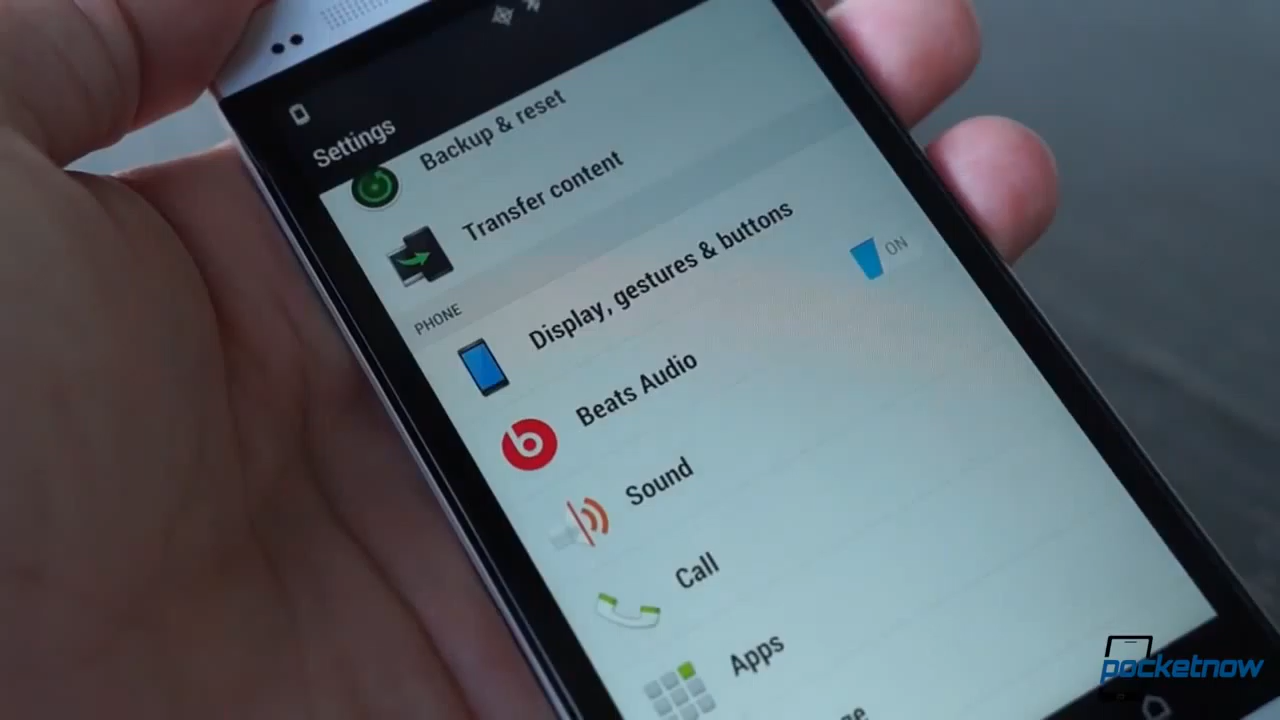 Settings
Backup & reset
Transfer content
PHONE
Display, gestures & buttons
Beats Audio
ON
Sound
Call
Apps
pocketnow